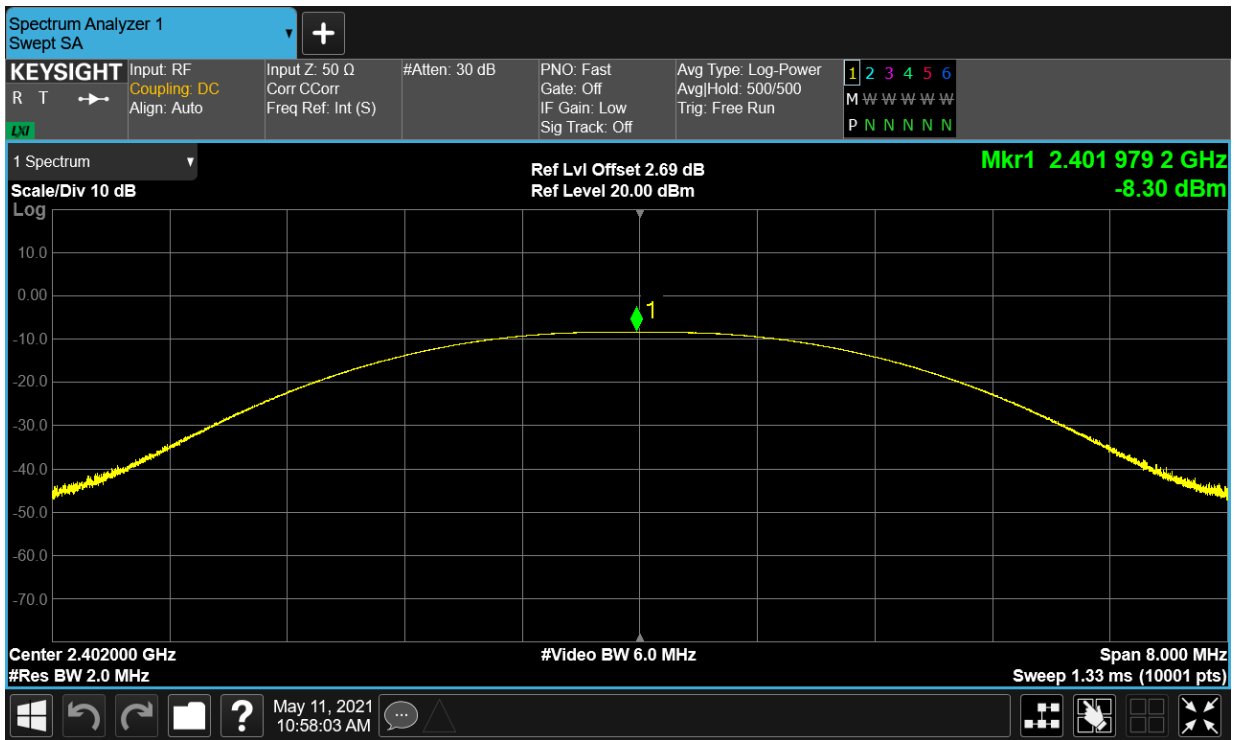 Spectrum Analyzer 1
Swept SA
KEYSIGHT
R T
LXI
Input: RF
Coupling: DC
Align: Auto
Input Z: 50 Ω
Corr CCorr
Freq Ref: Int (S)
#Atten: 30 dB
PNO: Fast
Gate: Off
IF Gain: Low
Sig Track: Off
Avg Type: Log-Power
Avg|Hold: 500/500
Trig: Free Run
1 2 3 4 5 6
M W W W W W
P N N N N N
1 Spectrum
Scale/Div 10 dB
Log
Ref Lvl Offset 2.69 dB
Ref Level 20.00 dBm
Mkr1 2.401 979 2 GHz
-8.30 dBm
10.0
0.00
-10.0
-20.0
-30.0
-40.0
-50.0
-60.0
-70.0
1
Center 2.402000 GHz
#Res BW 2.0 MHz
#Video BW 6.0 MHz
Span 8.000 MHz
Sweep 1.33 ms (10001 pts)
?
May 11, 2021
10:58:03 AM